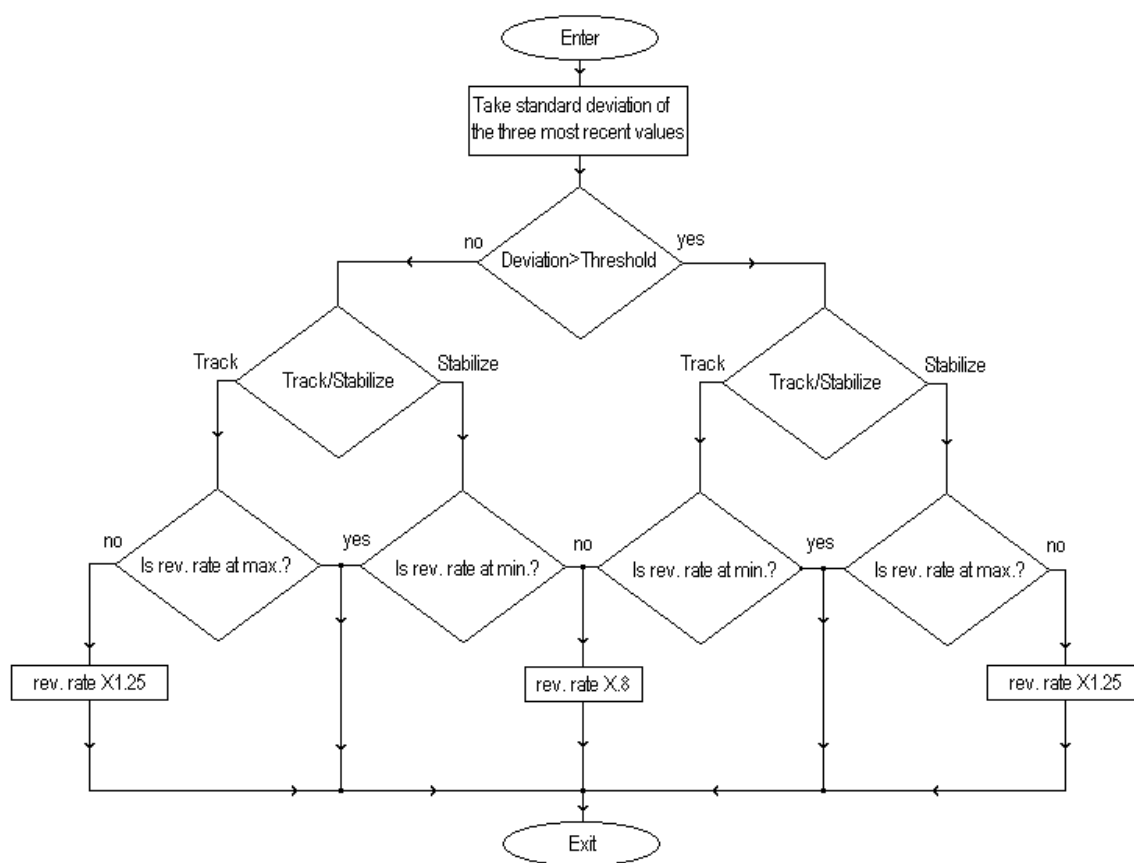 Enter
Take standard deviation of
the three most recent values
no
yes
Deviation>Threshold
Track
Stabilize
Track/Stabilize
Track
Stabilize
Track/Stabilize
no
Is rev. rate at max.?
yes
Is rev. rate at min.?
no
Is rev. rate at min.?
yes
Is rev. rate at max.?
no
rev. rate X1.25
rev. rate X.8
rev. rate X1.25
Exit